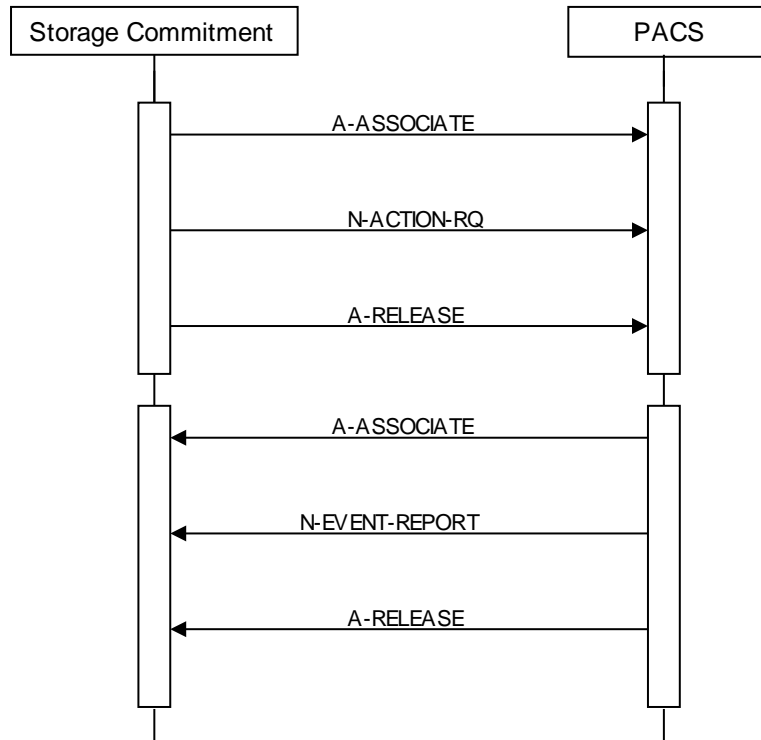 Storage Commitment
PACS
A-ASSOCIATE
N-ACTION-RQ
A-RELEASE
A-ASSOCIATE
N-EVENT-REPORT
A-RELEASE